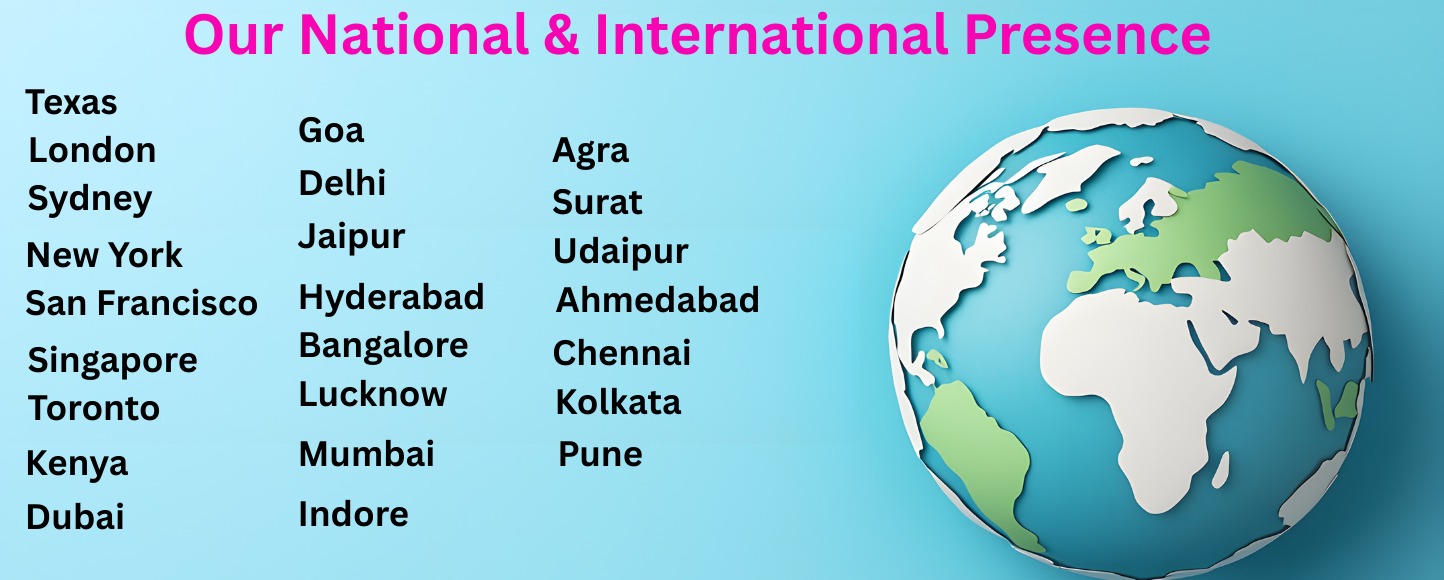 Our National & International Presence
Texas
London
Sydney
New York
San Francisco
Singapore
Toronto
Kenya
Dubai
Goa
Delhi
Jaipur
Hyderabad
Bangalore
Lucknow
Mumbai
Indore
Agra
Surat
Udaipur
Ahmedabad
Chennai
Kolkata
Pune